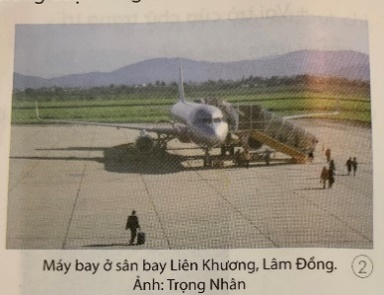 Máy bay ở sân bay Liên Khương, Lâm Đồng. 2
Ảnh: Trọng Nhân